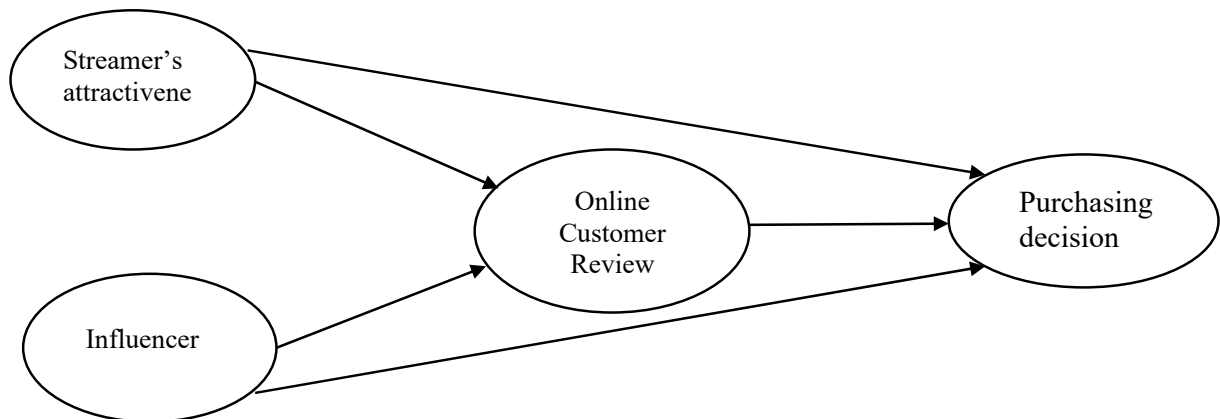 Streamer’s
attractivene
Online
Customer
Review
Purchasing
decision
Influencer